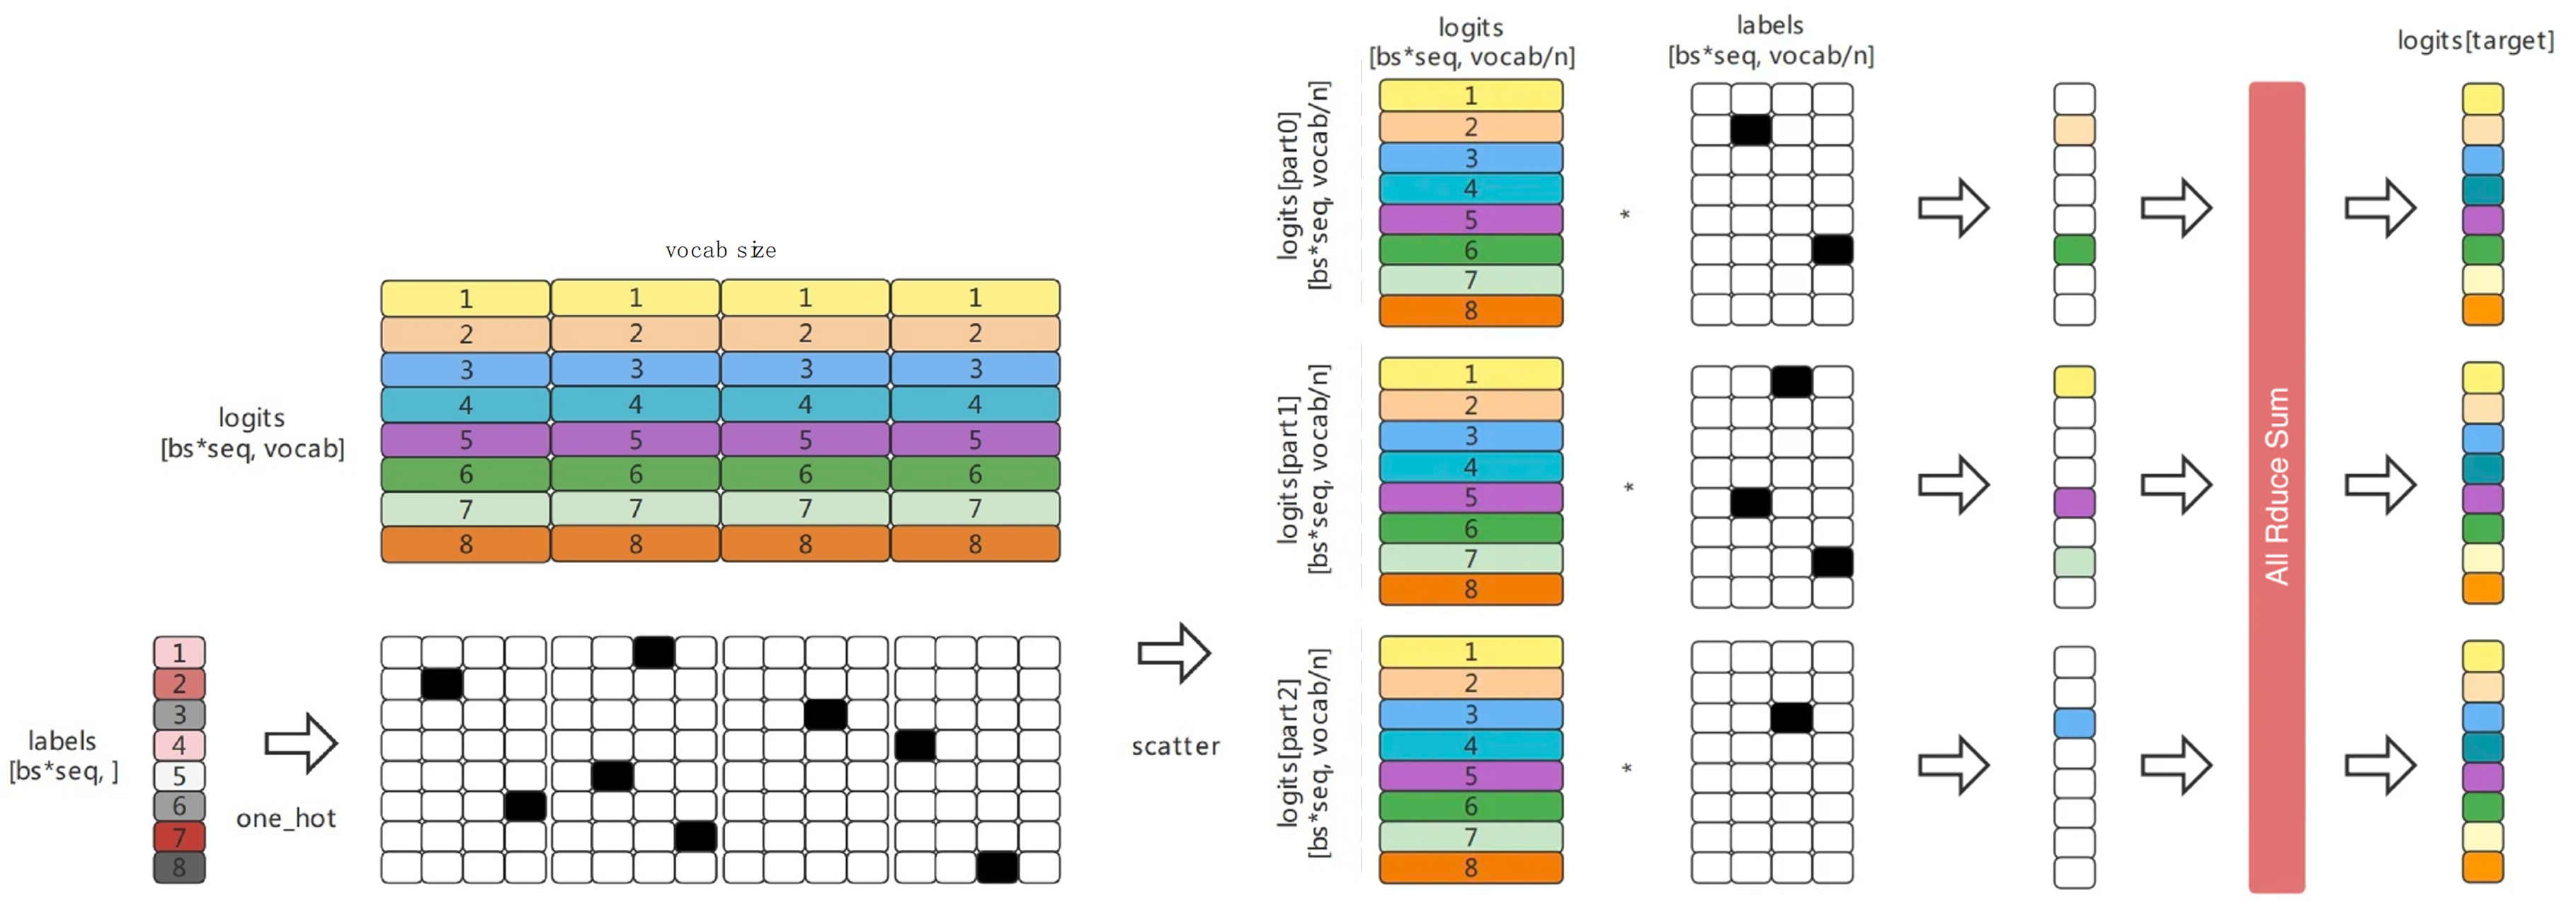 vocab size
logits
[bs*seq, vocab]
1 1 1 1
2 2 2 2
3 3 3 3
4 4 4 4
5 5 5 5
6 6 6 6
7 7 7 7
8 8 8 8
labels
[bs*seq, ]
1
2
3
4
5
6
7
8
one_hot
scatter
logits
[bs*seq, vocab/n]
labels
[bs*seq, vocab/n]
logits[target]
logits[part0]
[bs*seq, vocab/n]
1
2
3
4
5
6
7
8
*
logits[part1]
[bs*seq, vocab/n]
1
2
3
4
5
6
7
8
*
logits[part2]
[bs*seq, vocab/n]
1
2
3
4
5
6
7
8
*
All Rduce Sum